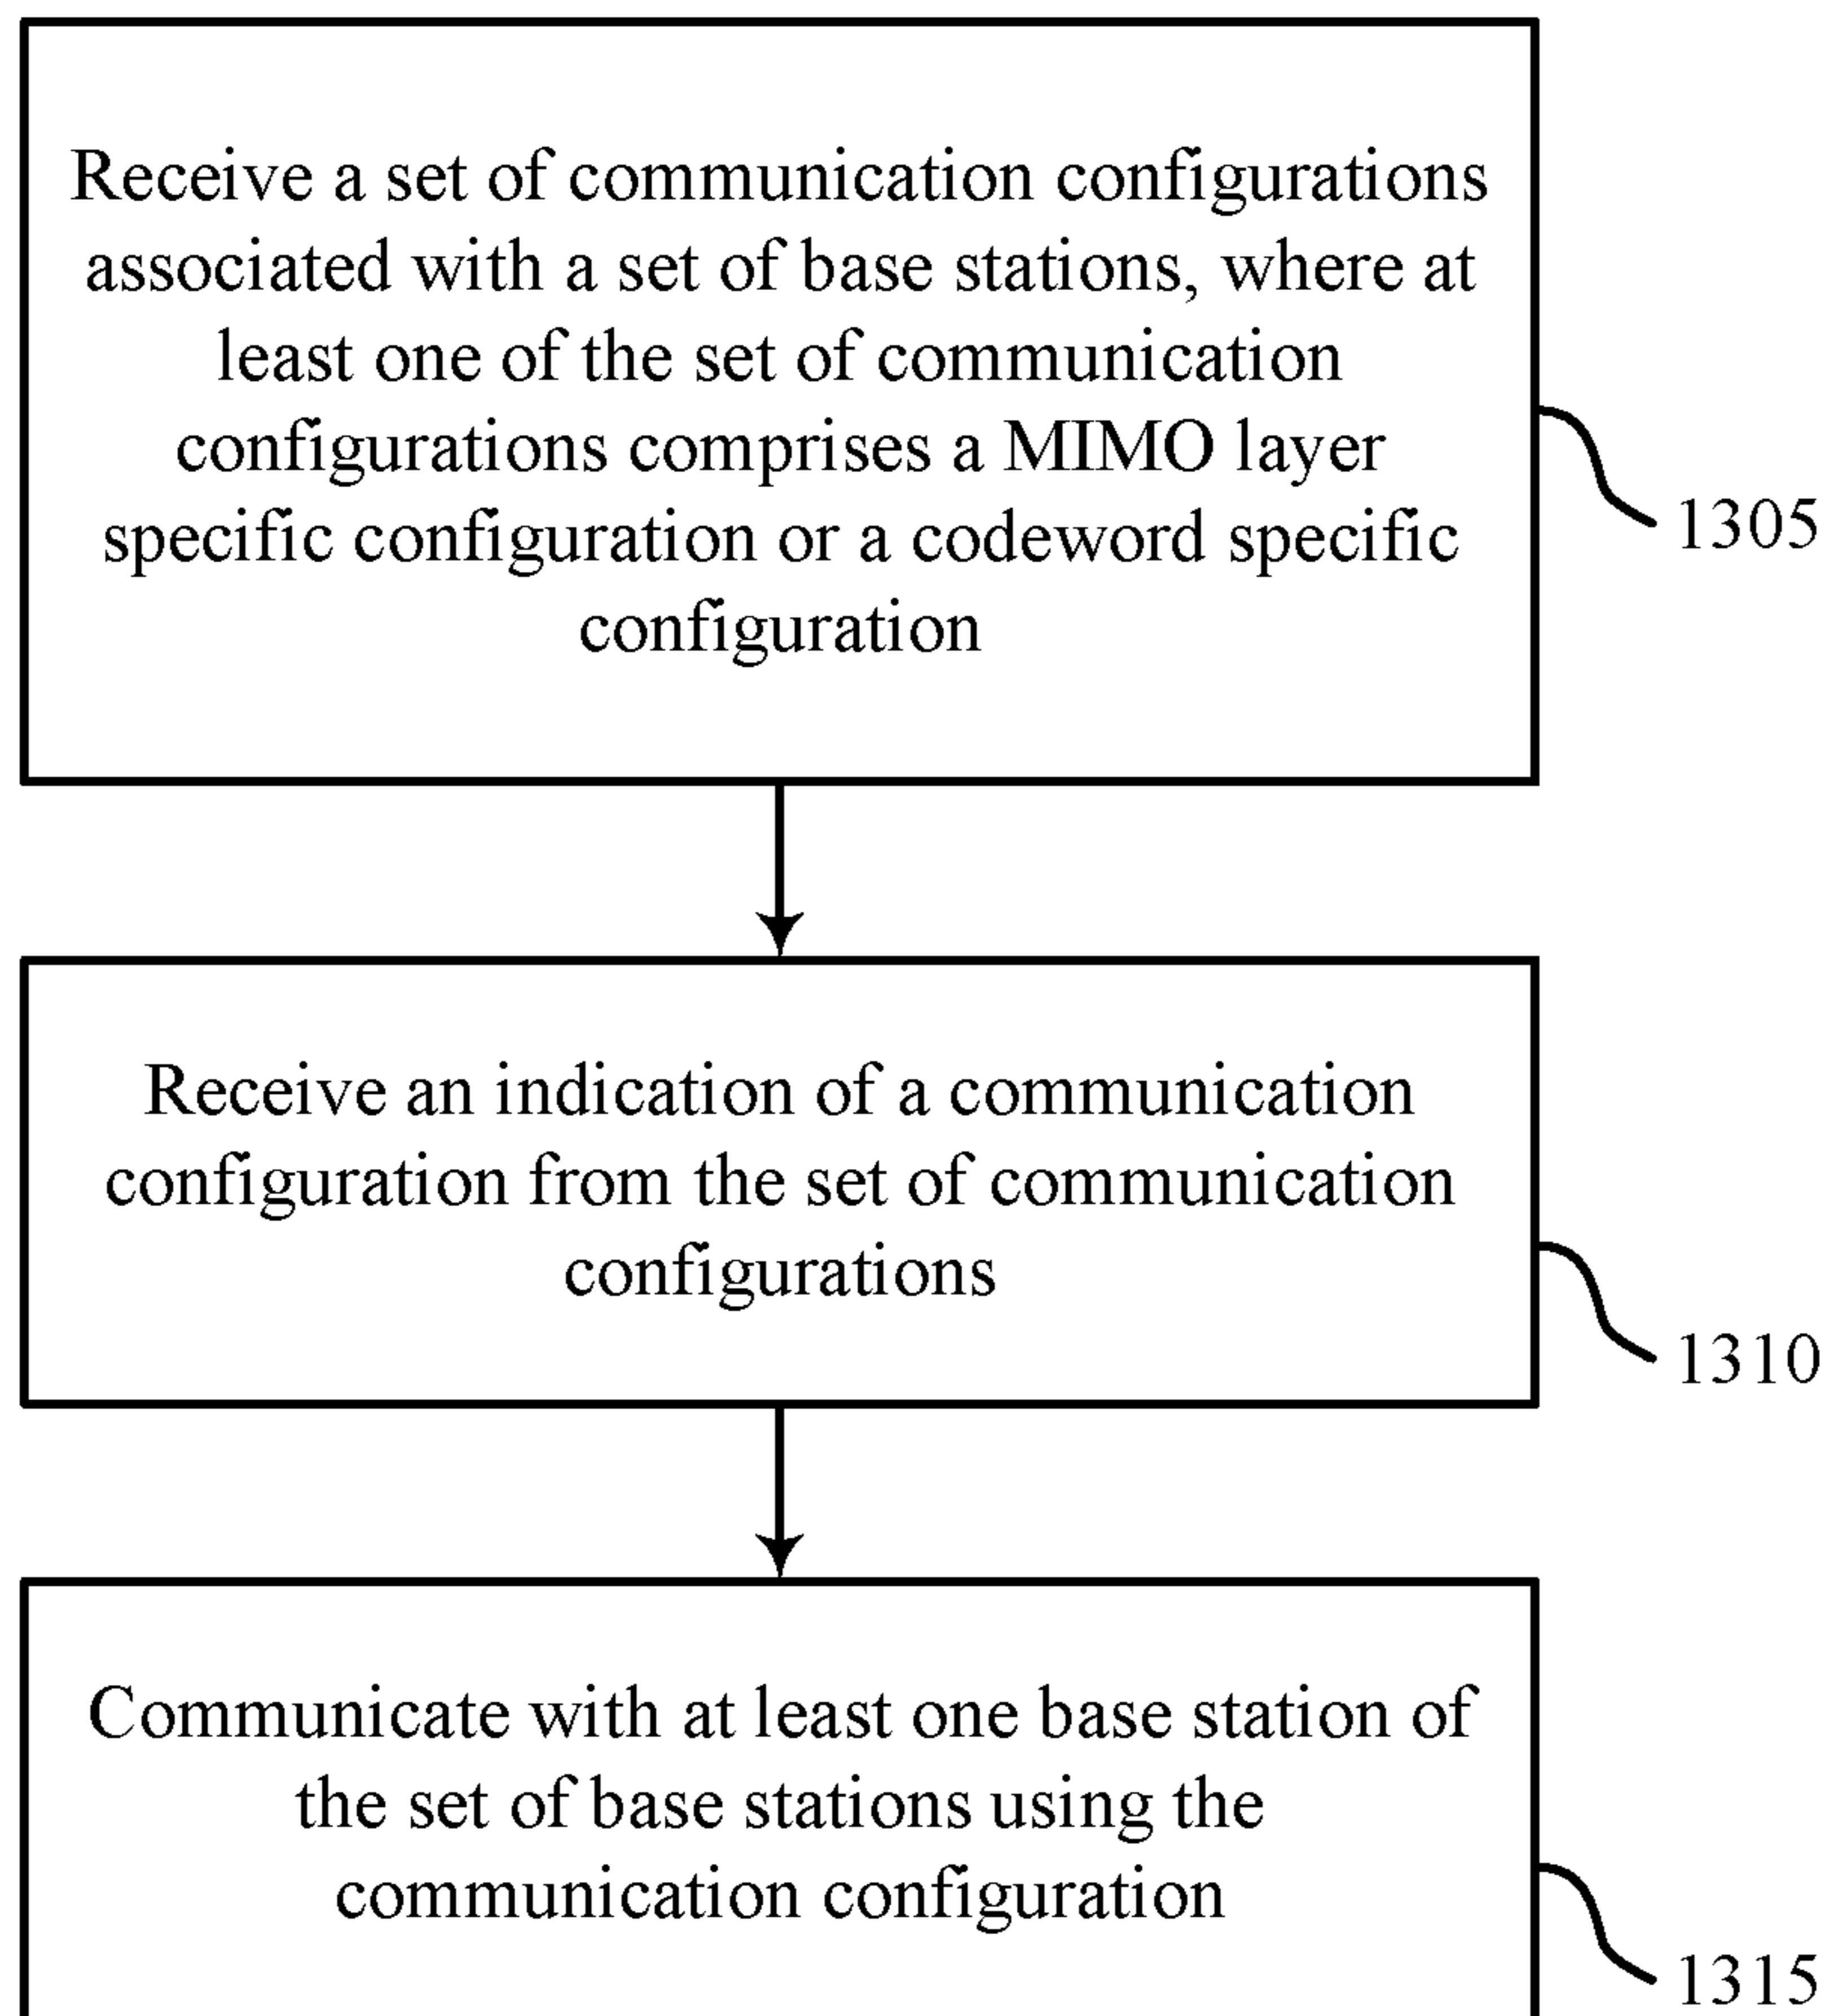 Receive a set of communication configurations
associated with a set of base stations, where at
least one of the set of communication
configurations comprises a MIMO layer
specific configuration or a codeword specific
configuration
1305
Receive an indication of a communication
configuration from the set of communication
configurations
1310
Communicate with at least one base station of
the set of base stations using the
communication configuration
1315